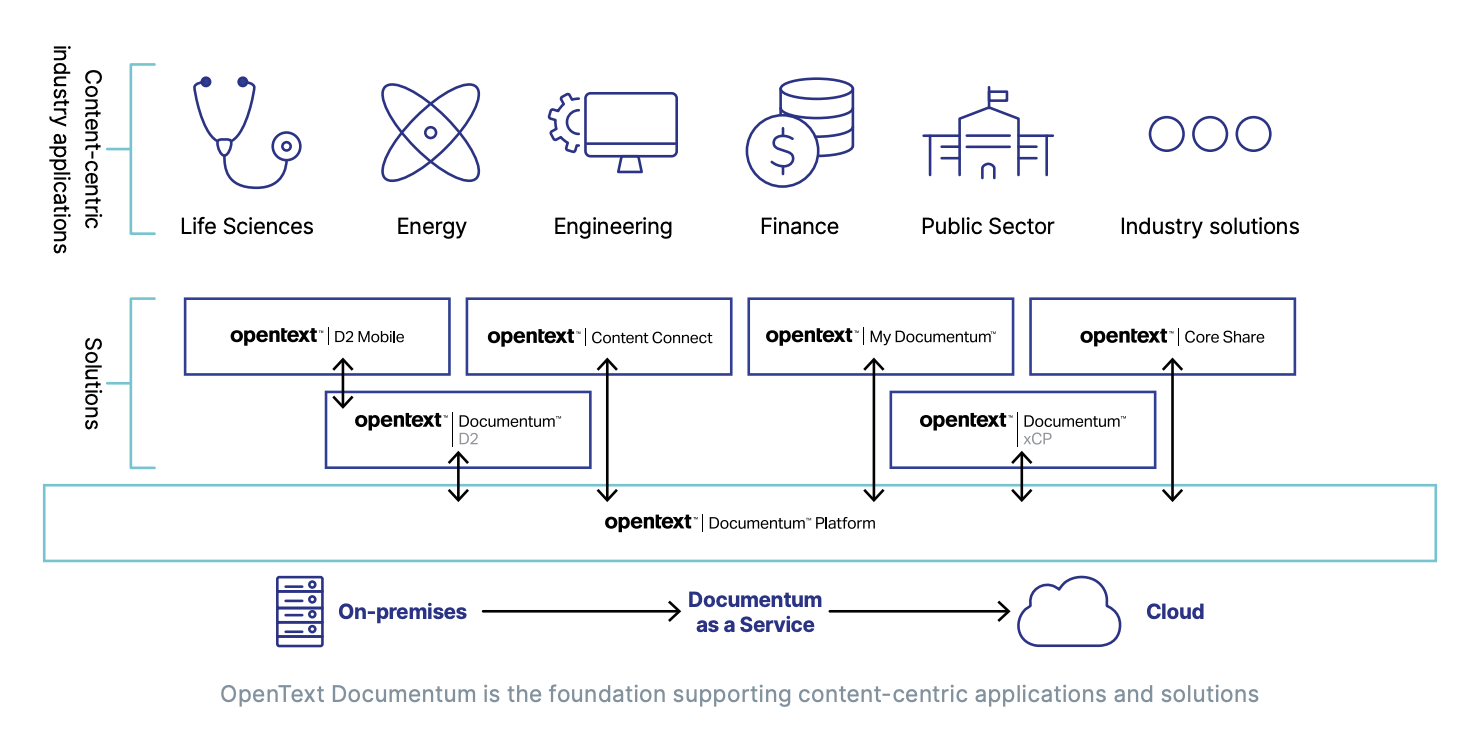 Content-centric
industry applications
Life Sciences
Energy
Engineering
Finance
Public Sector
Industry solutions
Solutions
opentext™ | D2 Mobile
opentext™ | Content Connect
opentext™ | My Documentum™
opentext™ | Core Share
opentext™ | Documentum™
D2
opentext™ | Documentum™
xCP
opentext™ | Documentum™ Platform
On-premises
Documentum
as a Service
Cloud
OpenText Documentum is the foundation supporting content-centric applications and solutions